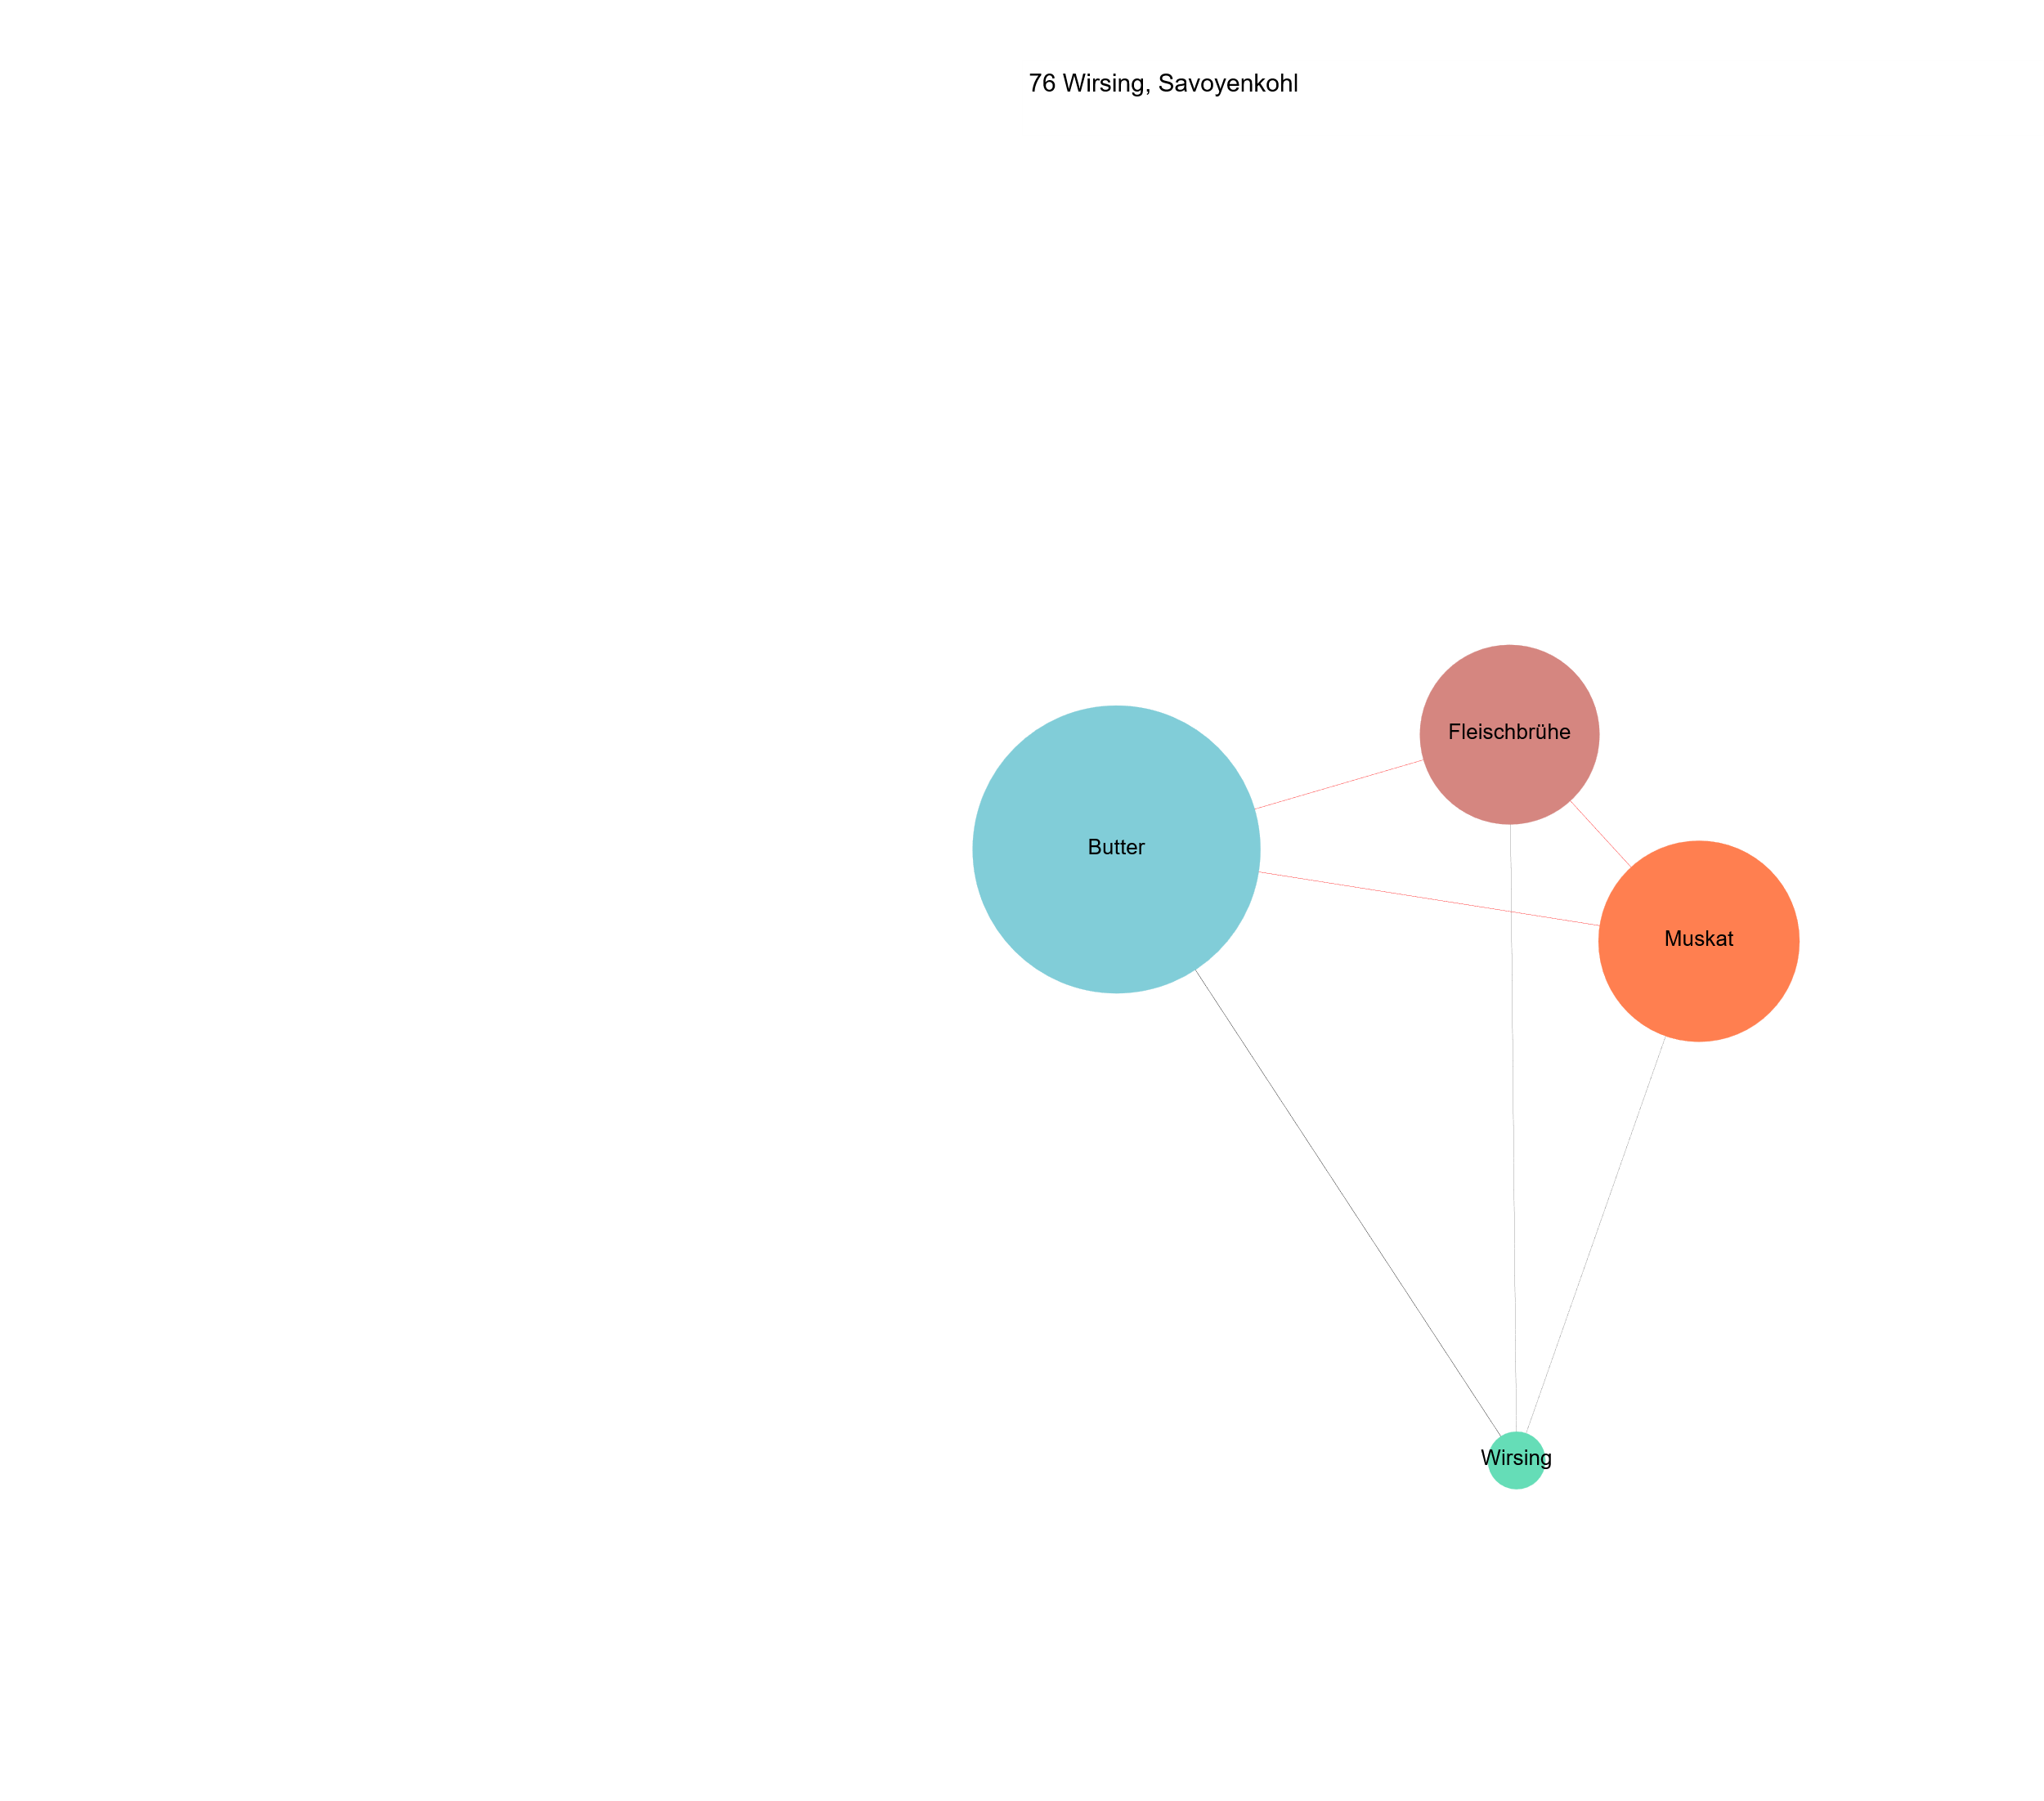 76 Wirsing, Savoyenkohl
Fleischbrühe
Butter
Muskat
Wirsing